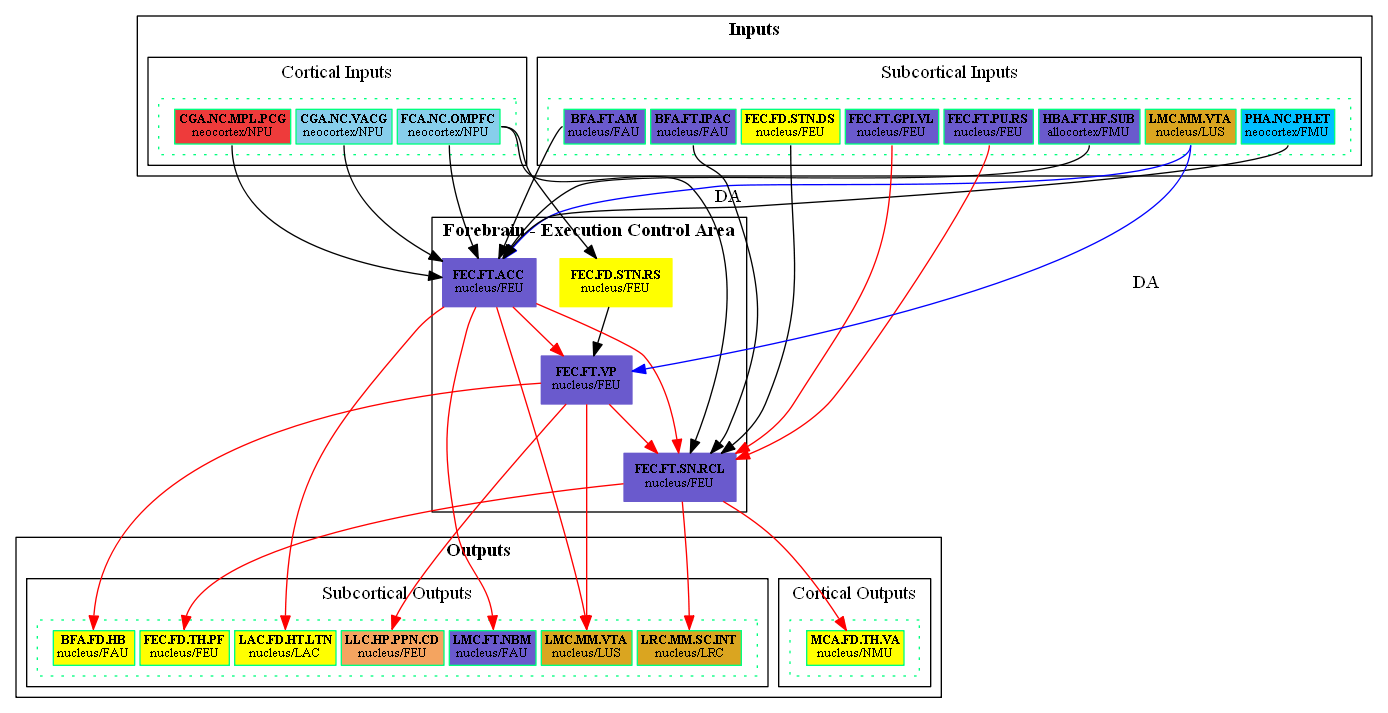 Inputs
Cortical Inputs
Subcortical Inputs
CGA.NC.MPL.PCG
neocortex/NPU
CGA.NC.VACG
neocortex/NPU
FCA.NC.OMPFC
neocortex/NPU
BFA.FT.AM
nucleus/FAU
BFA.FT.IPAC
nucleus/FAU
FEC.FD.STN.DS
nucleus/FEU
FEC.FT.GPI.VL
nucleus/FEU
FEC.FT.PU.RS
nucleus/FEU
HBA.FT.HF.SUB
allocortex/FMU
LMC.MM.VTA
nucleus/LUS
PHA.NC.PH.ET
neocortex/FMU
DA
Forebrain - Execution Control Area
FEC.FT.ACC
nucleus/FEU
FEC.FD.STN.RS
nucleus/FEU
DA
FEC.FT.VP
nucleus/FEU
FEC.FT.SN.RCL
nucleus/FEU
Outputs
Subcortical Outputs
Cortical Outputs
BFA.FD.HB
nucleus/FAU
FEC.FD.TH.PF
nucleus/FEU
LAC.FD.HT.LTN
nucleus/LAC
LLC.HP.PPN.CD
nucleus/FEU
LMC.FT.NBM
nucleus/FAU
LMC.MM.VTA
nucleus/LUS
LRC.MM.SC.INT
nucleus/LRC
MCA.FD.TH.VA
nucleus/NMU